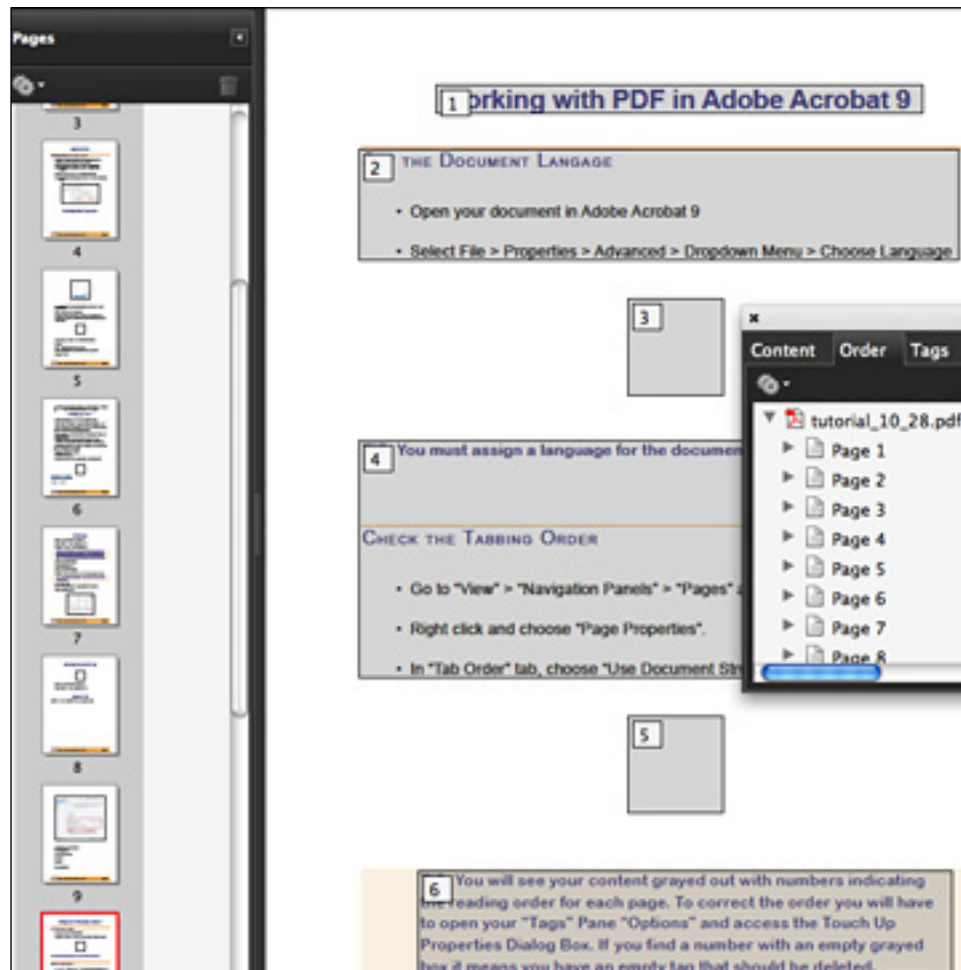 Pages
3
4
5
6
7
8
9
1 orking with PDF in Adobe Acrobat 9
2 THE DOCUMENT LANGAGE
• Open your document in Adobe Acrobat 9
• Select File > Properties > Advanced > Dropdown Menu > Choose Language
3
4 You must assign a language for the documen
CHECK THE TABBING ORDER
• Go to "View" > "Navigation Panels" > "Pages"
• Right click and choose "Page Properties".
• In "Tab Order" tab, choose "Use Document Str
5
6 You will see your content grayed out with numbers indicating
the reading order for each page. To correct the order you will have
to open your "Tags" Pane "Options" and access the Touch Up
Properties Dialog Box. If you find a number with an empty grayed
box it means you have an empty tag that should be deleted.
Content Order Tags
tutorial_10_28.pdf
Page 1
Page 2
Page 3
Page 4
Page 5
Page 6
Page 7
Page 8